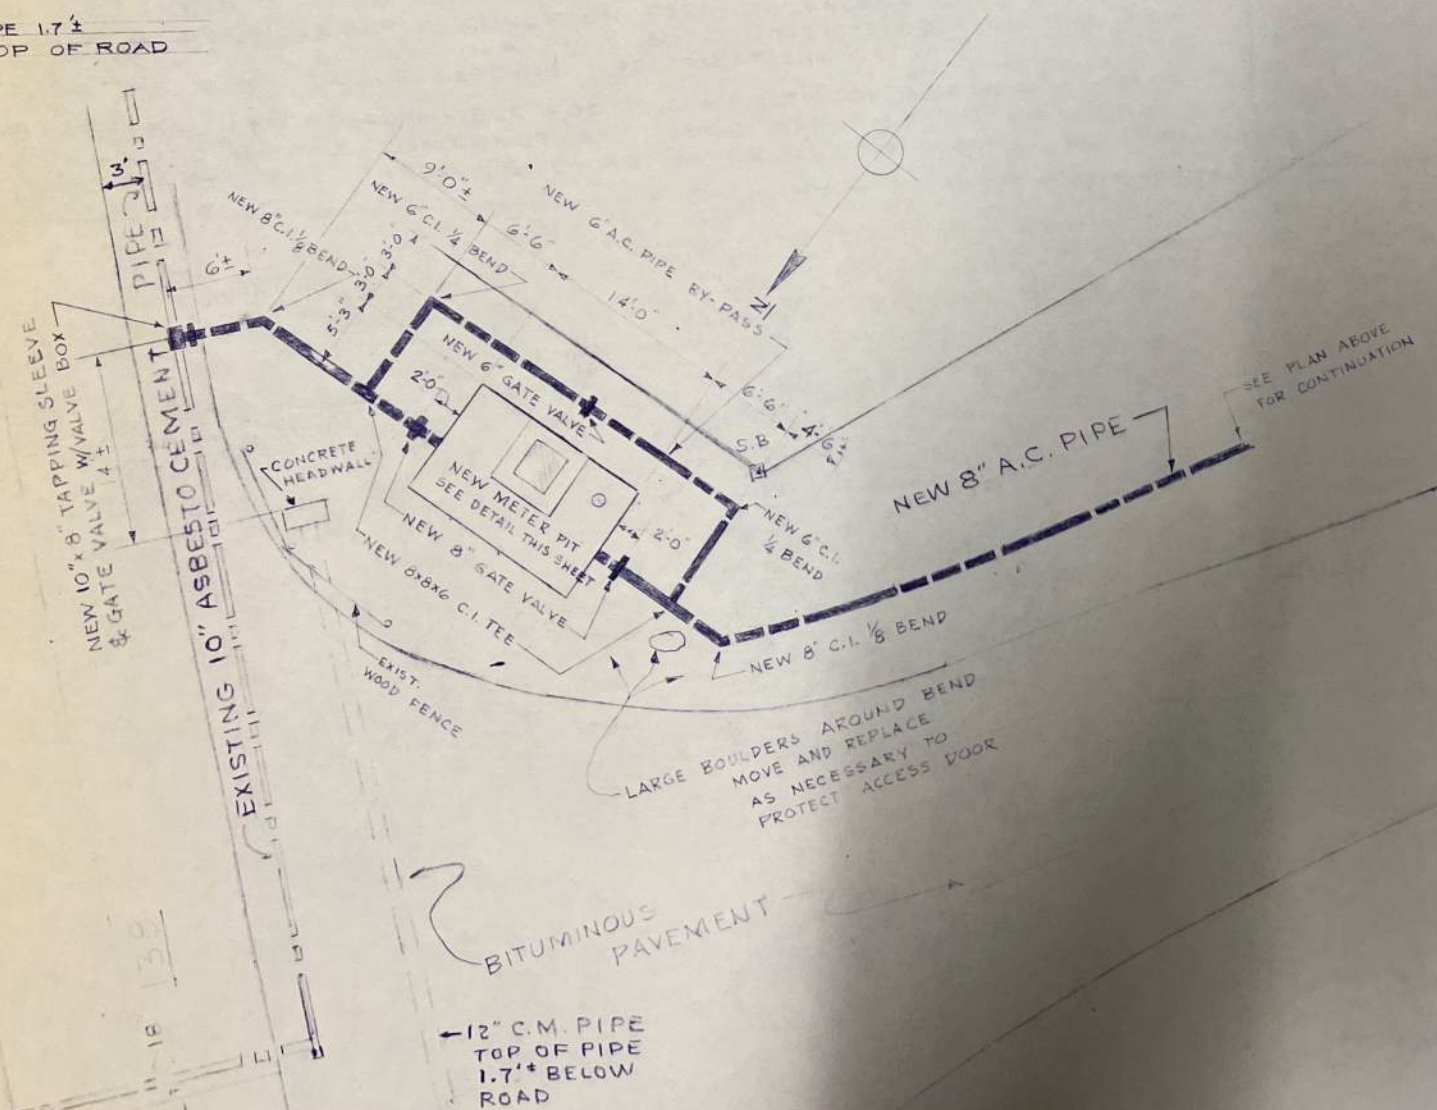 PE 1.7'±
OP OF ROAD
3'
PIPE
NEW 8" C.I. 1/8 BEND
NEW 6" C.I. 1/4 BEND
9'-0"±
6'-6"
NEW 6" A.C. PIPE BY-PASS
14'-0"
6'±
3'-0"
3'-0"
5'-3"
N
NEW 10" x 8" TAPPING SLEEVE
& GATE VALVE W/VALVE BOX
14'±
EXISTING 10" ASBESTO CEMENT
NEW 6" GATE VALVE
2'-0"
6'-6"
S.B
SEE PLAN ABOVE
FOR CONTINUATION
CONCRETE
HEADWALL
NEW METER PIT
SEE DETAIL THIS SHEET
NEW 8" A.C. PIPE
2'-0"
NEW 6" C.I.
1/4 BEND
NEW 8" GATE VALVE
NEW 8x8x6 C.I. TEE
NEW 8" C.I. 1/8 BEND
EXIST.
WOOD FENCE
LARGE BOULDERS AROUND BEND
MOVE AND REPLACE
AS NECESSARY TO
PROTECT ACCESS DOOR
BITUMINOUS
PAVEMENT
18
12" C.M. PIPE
TOP OF PIPE
1.7'± BELOW
ROAD